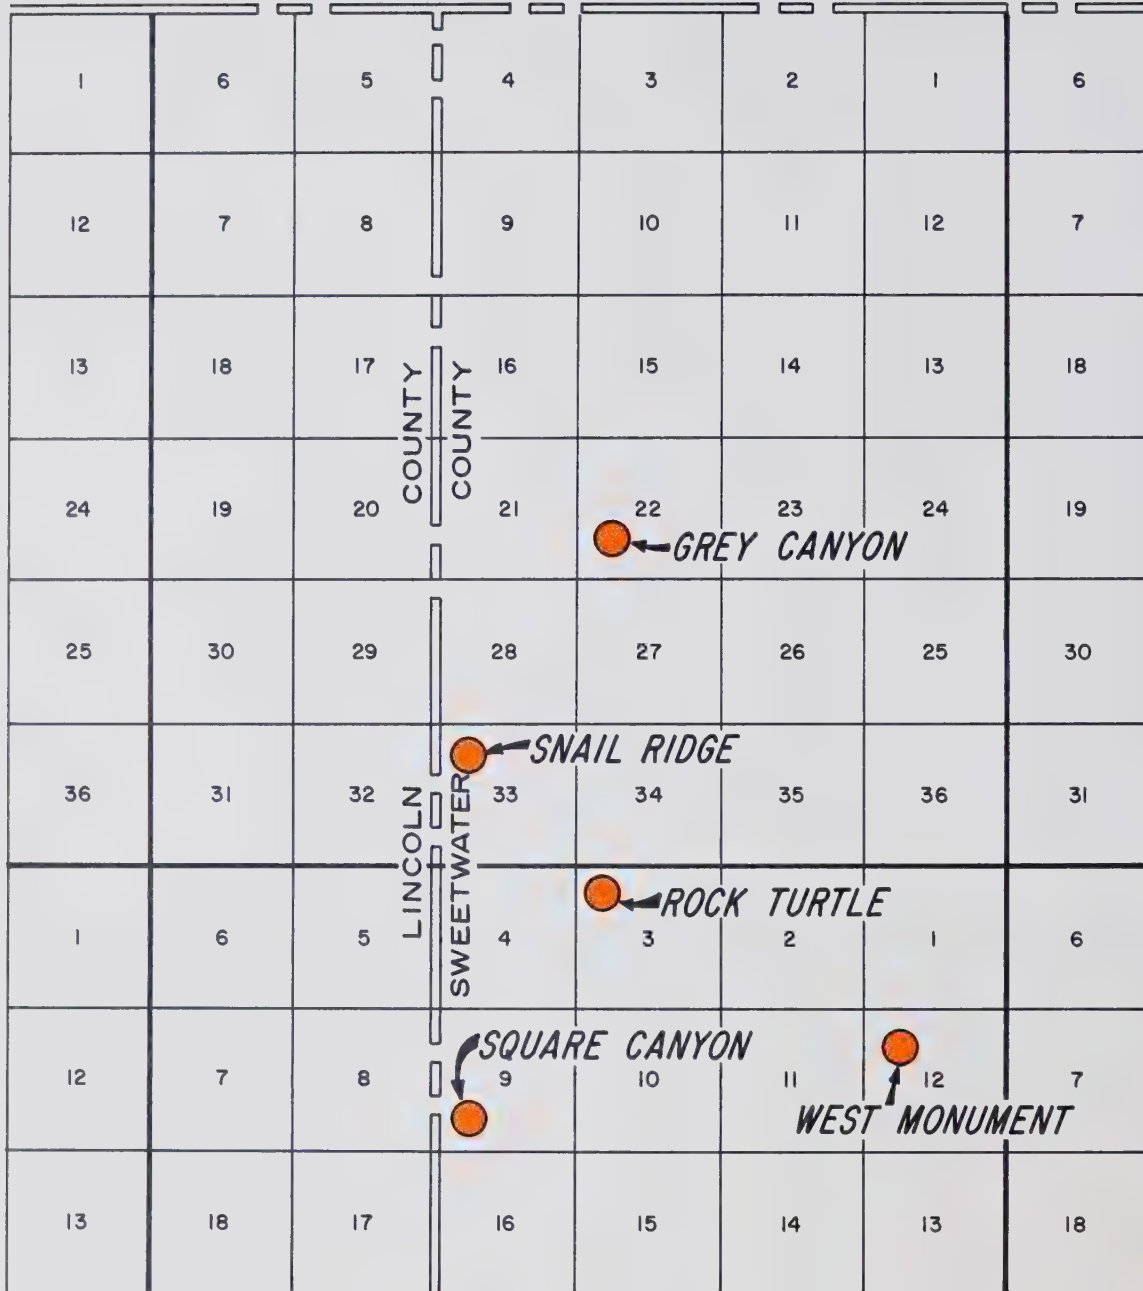 1 6 5 4 3 2 1 6
12 7 8 9 10 11 12 7
13 18 17 16 15 14 13 18
COUNTY
COUNTY
24 19 20 21 22 23 24 19
GREY CANYON
25 30 29 28 27 26 25 30
SNAIL RIDGE
36 31 32 33 34 35 36 31
LINCOLN
SWEETWATER
ROCK TURTLE
1 6 5 4 3 2 1 6
SQUARE CANYON
12 7 8 9 10 11 12 7
WEST MONUMENT
13 18 17 16 15 14 13 18